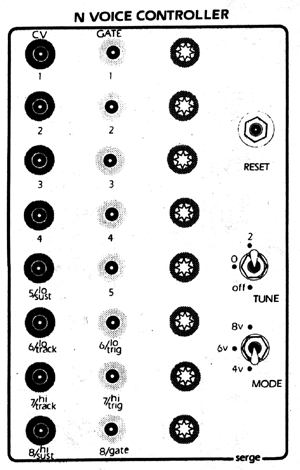 N VOICE CONTROLLER
CV GATE
1 1
2 2
RESET
3 3
4 4
2
0
off
TUNE
5/lo sust 5
8v
6v
4v
MODE
6/lo track 6/lo trig
7/hi track 7/hi trig
8/hi sust 8/gate
serge